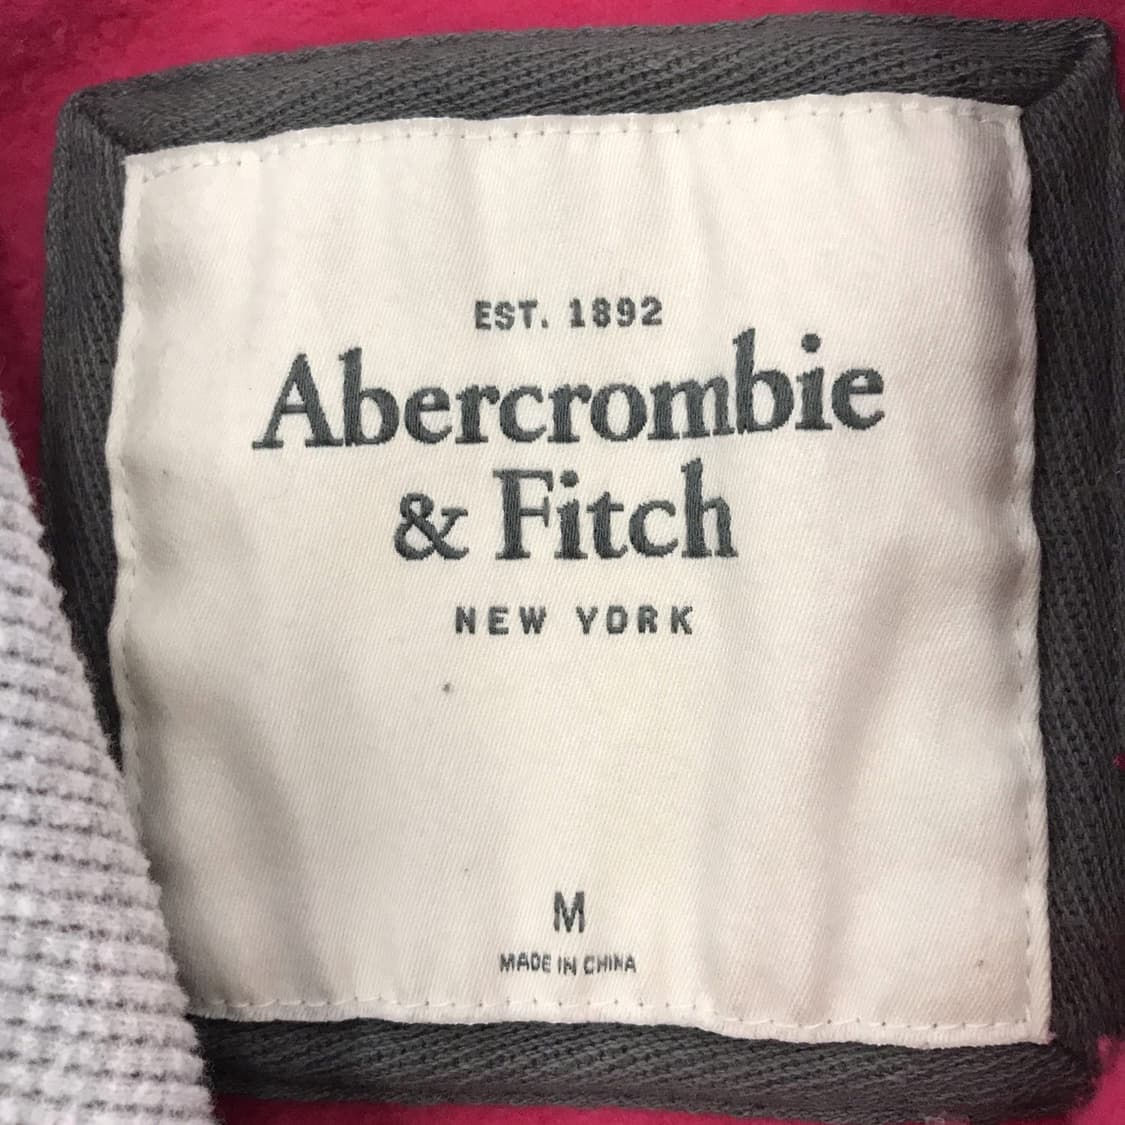 EST. 1892
Abercrombie
& Fitch
NEW YORK
M
MADE IN CHINA